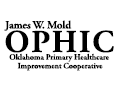 James W. Mold
OPHIC
Oklahoma Primary Healthcare
Improvement Cooperative